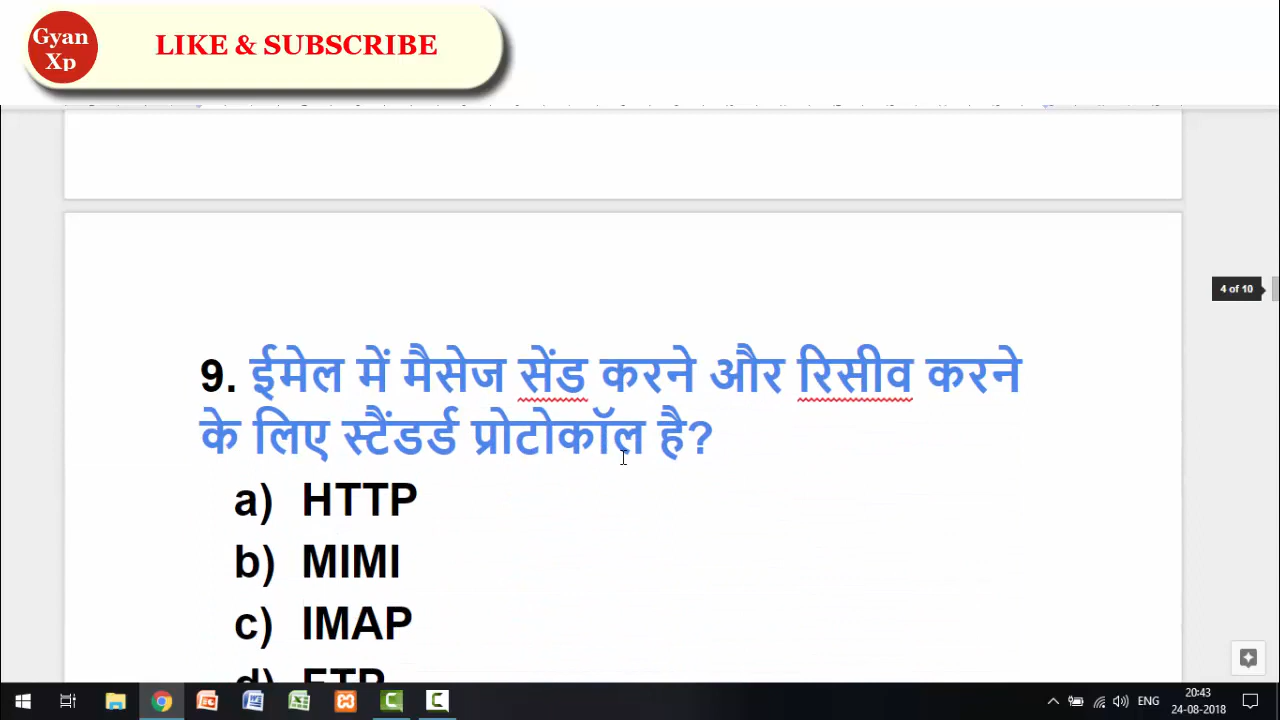 Gyan
Xp
LIKE & SUBSCRIBE
4 of 10
9. ईमेल में मैसेज सेंड करने और रिसीव करने
के लिए स्टैंडर्ड प्रोटोकॉल है?
a) HTTP
b) MIMI
c) IMAP
d) FTP
ENG
20:43
24-08-2018